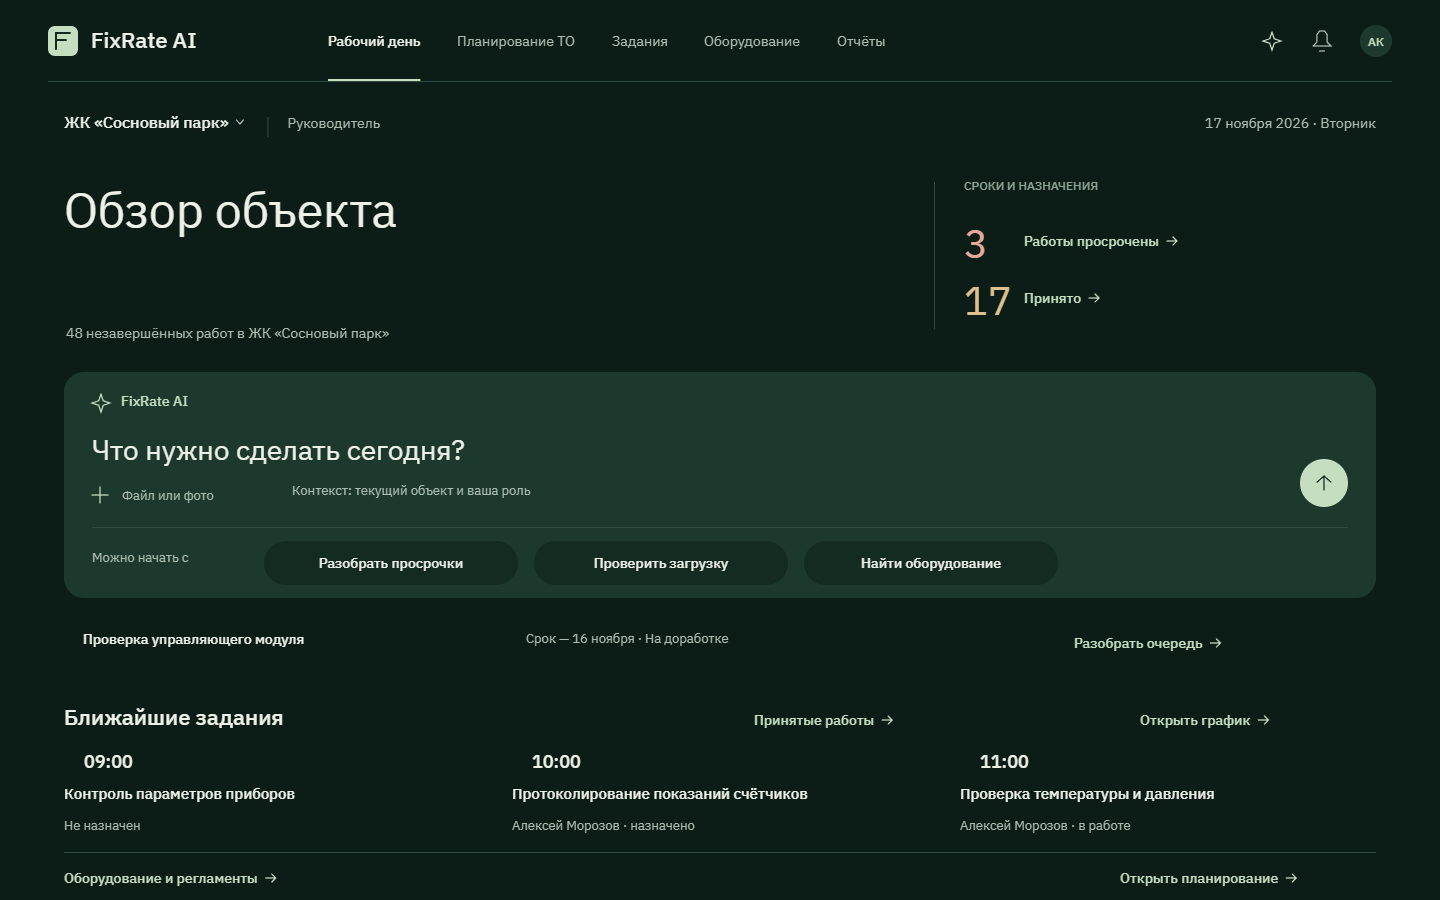 FixRate AI
Рабочий день
Планирование ТО
Задания
Оборудование
Отчёты
АК
ЖК «Сосновый парк»
Руководитель
17 ноября 2026 · Вторник
Обзор объекта
48 незавершённых работ в ЖК «Сосновый парк»
СРОКИ И НАЗНАЧЕНИЯ
3 Работы просрочены →
17 Принято →
FixRate AI
Что нужно сделать сегодня?
Файл или фото
Контекст: текущий объект и ваша роль
Можно начать с
Разобрать просрочки
Проверить загрузку
Найти оборудование
Проверка управляющего модуля
Срок — 16 ноября · На доработке
Разобрать очередь →
Ближайшие задания
Принятые работы →
Открыть график →
09:00
Контроль параметров приборов
Не назначен
10:00
Протоколирование показаний счётчиков
Алексей Морозов · назначено
11:00
Проверка температуры и давления
Алексей Морозов · в работе
Оборудование и регламенты →
Открыть планирование →